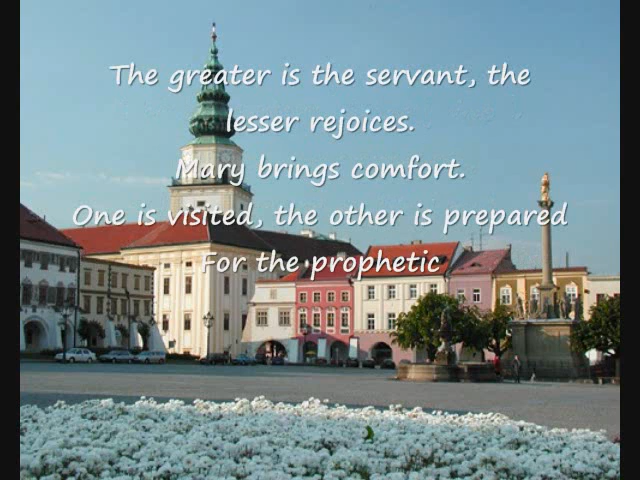 The greater is the servant, the
lesser rejoices.
Mary brings comfort.
One is visited, the other is prepared
For the prophetic